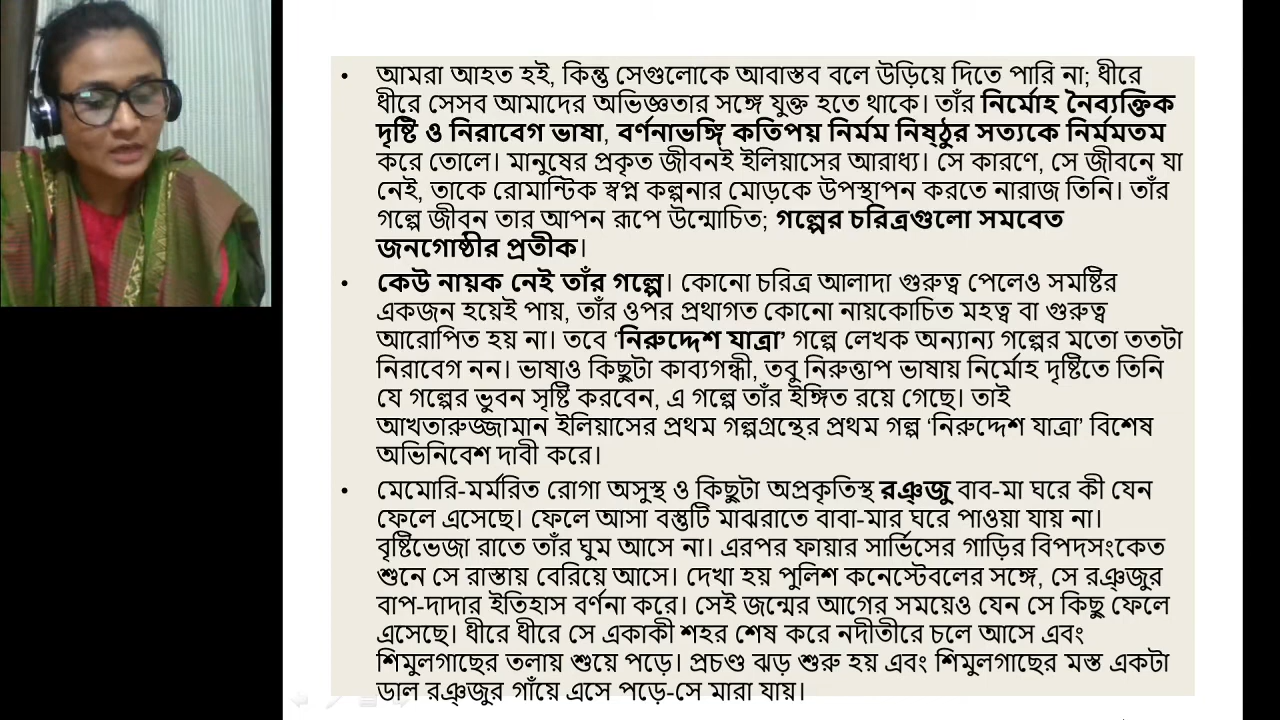 • আমরা আহত হই, কিন্তু সেগুলোকে আবাস্তব বলে উড়িয়ে দিতে পারি না; ধীরে
ধীরে সেসব আমাদের অভিজ্ঞতার সঙ্গে যুক্ত হতে থাকে। তাঁর নির্মোহ নৈব্যক্তিক
দৃষ্টি ও নিরাবেগ ভাষা, বর্ণনাভঙ্গি কতিপয় নির্মম নিষ্ঠুর সত্যকে নির্মমতম
করে তোলে। মানুষের প্রকৃত জীবনই ইলিয়াসের আরাধ্য। সে কারণে, সে জীবনে যা
নেই, তাকে রোমান্টিক স্বপ্ন কল্পনার মোড়কে উপস্থাপন করতে নারাজ তিনি। তাঁর
গল্পে জীবন তার আপন রূপে উন্মোচিত; গল্পের চরিত্রগুলো সমবেত
জনগোষ্ঠীর প্রতীক।
• কেউ নায়ক নেই তাঁর গল্পে। কোনো চরিত্র আলাদা গুরুত্ব পেলেও সমষ্টির
একজন হয়েই পায়, তাঁর ওপর প্রথাগত কোনো নায়কোচিত মহত্ব বা গুরুত্ব
আরোপিত হয় না। তবে ‘নিরুদ্দেশ যাত্রা’ গল্পে লেখক অন্যান্য গল্পের মতো ততটা
নিরাবেগ নন। ভাষাও কিছুটা কাব্যগন্ধী, তবু নিরুত্তাপ ভাষায় নির্মোহ দৃষ্টিতে তিনি
যে গল্পের ভুবন সৃষ্টি করবেন, এ গল্পে তাঁর ইঙ্গিত রয়ে গেছে। তাই
আখতারুজ্জামান ইলিয়াসের প্রথম গল্পগ্রন্থের প্রথম গল্প ‘নিরুদ্দেশ যাত্রা’ বিশেষ
অভিনিবেশ দাবী করে।
• মেমোরি-মর্মরিত রোগা অসুস্থ ও কিছুটা অপ্রকৃতিস্থ রঞ্জু বাব-মা ঘরে কী যেন
ফেলে এসেছে। ফেলে আসা বস্তুটি মাঝরাতে বাবা-মার ঘরে পাওয়া যায় না।
বৃষ্টিভেজা রাতে তাঁর ঘুম আসে না। এরপর ফায়ার সার্ভিসের গাড়ির বিপদসংকেত
শুনে সে রাস্তায় বেরিয়ে আসে। দেখা হয় পুলিশ কনেস্টেবলের সঙ্গে, সে রঞ্জুর
বাপ-দাদার ইতিহাস বর্ণনা করে। সেই জন্মের আগের সময়েও যেন সে কিছু ফেলে
এসেছে। ধীরে ধীরে সে একাকী শহর শেষ করে নদীতীরে চলে আসে এবং
শিমুলগাছের তলায় শুয়ে পড়ে। প্রচণ্ড ঝড় শুরু হয় এবং শিমুলগাছের মস্ত একটা
ডাল রঞ্জুর গাঁয়ে এসে পড়ে-সে মারা যায়।